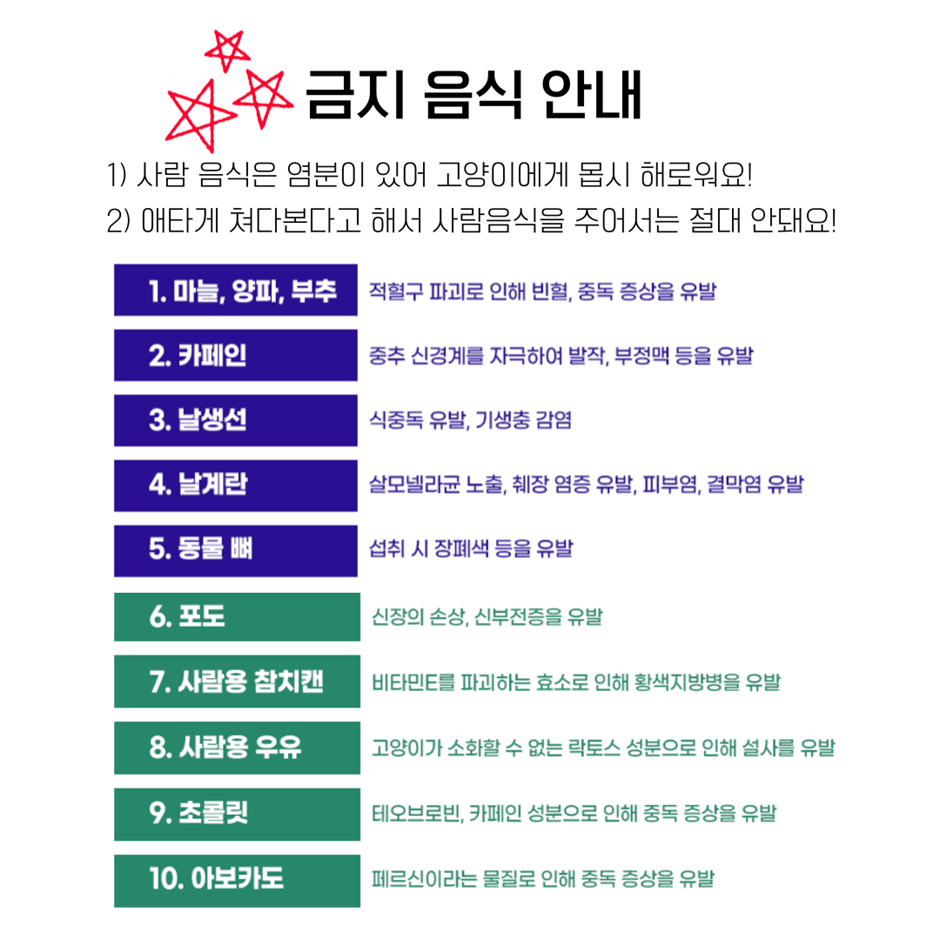 금지 음식 안내
1) 사람 음식은 염분이 있어 고양이에게 몹시 해로워요!
2) 애타게 쳐다본다고 해서 사람음식을 주어서는 절대 안돼요!
1. 마늘, 양파, 부추 적혈구 파괴로 인해 빈혈, 중독 증상을 유발
2. 카페인 중추 신경계를 자극하여 발작, 부정맥 등을 유발
3. 날생선 식중독 유발, 기생충 감염
4. 날계란 살모넬라균 노출, 췌장 염증 유발, 피부염, 결막염 유발
5. 동물 뼈 섭취 시 장폐색 등을 유발
6. 포도 신장의 손상, 신부전증을 유발
7. 사람용 참치캔 비타민E를 파괴하는 효소로 인해 황색지방병을 유발
8. 사람용 우유 고양이가 소화할 수 없는 락토스 성분으로 인해 설사를 유발
9. 초콜릿 테오브로빈, 카페인 성분으로 인해 중독 증상을 유발
10. 아보카도 페르신이라는 물질로 인해 중독 증상을 유발